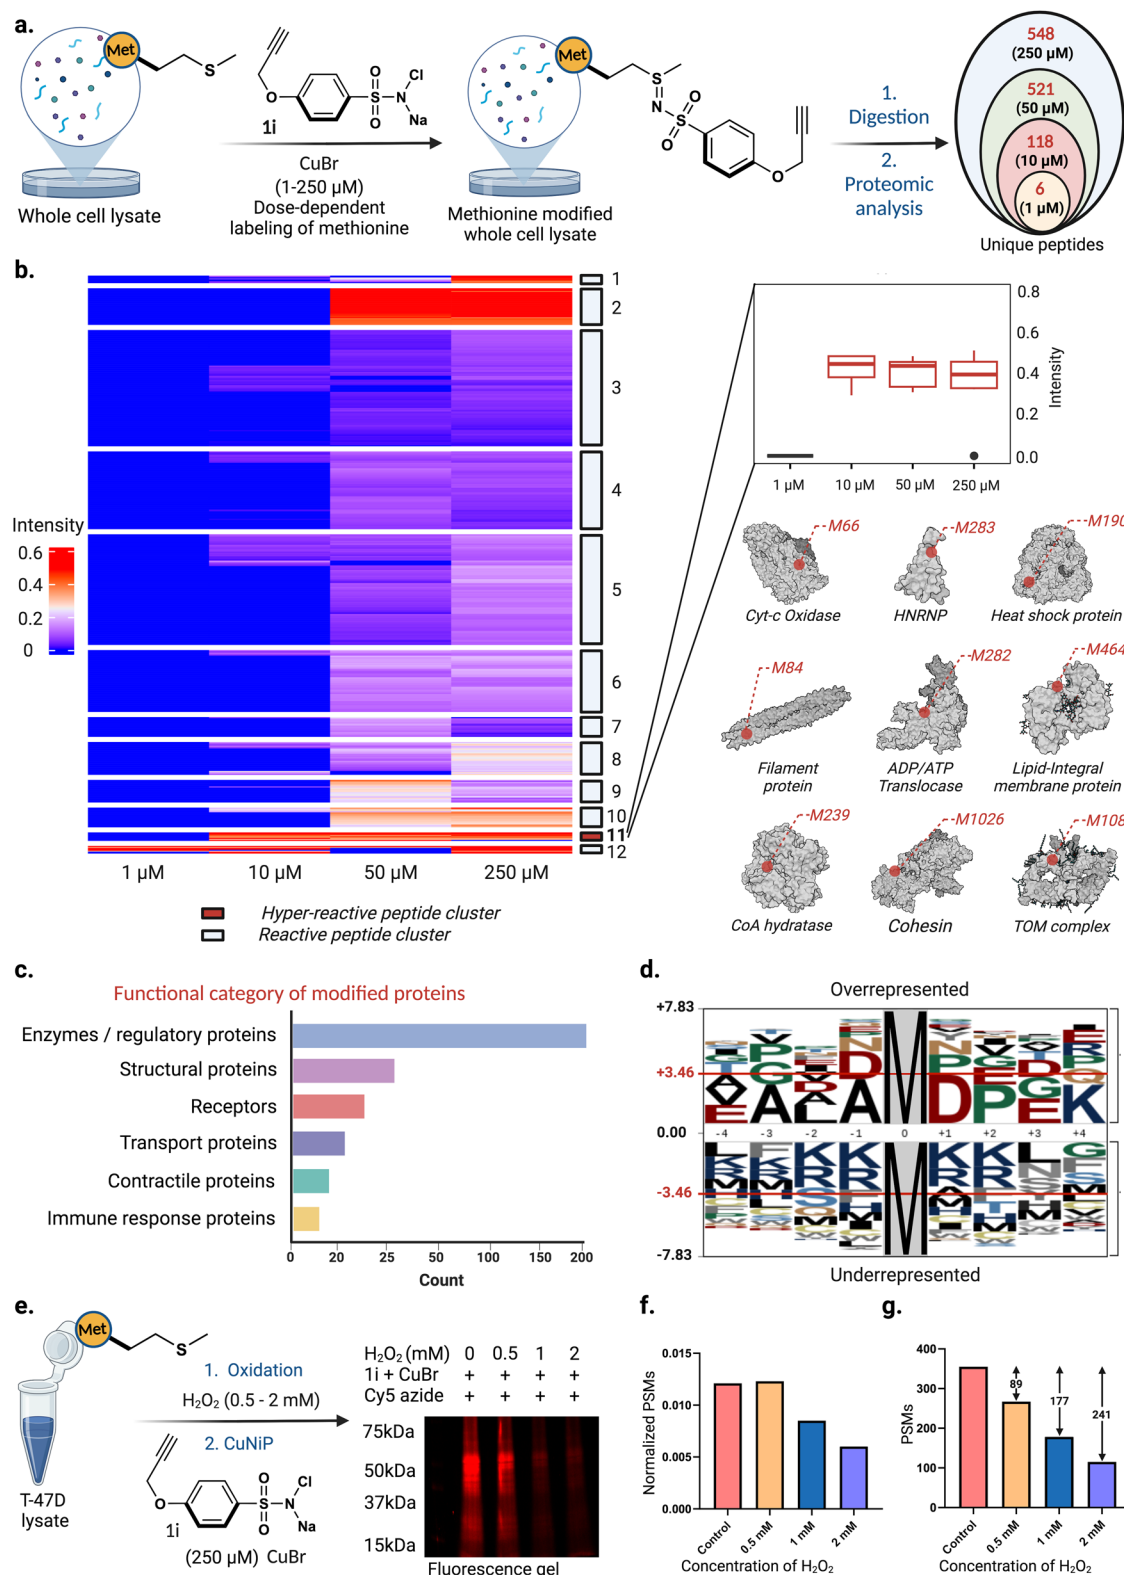 a.
Met
S
O
O
S
O
N
Cl
Na
1i
CuBr
(1-250 µM)
Dose-dependent
labeling of methionine
Whole cell lysate
Met
S
N
O
S
O
O
Methionine modified
whole cell lysate
1.
Digestion
2.
Proteomic
analysis
548
(250 µM)
521
(50 µM)
118
(10 µM)
6
(1 µM)
Unique peptides
b.
1
2
3
4
5
6
7
8
9
10
11
12
Intensity
0.6
0.4
0.2
0
1 µM
10 µM
50 µM
250 µM
Hyper-reactive peptide cluster
Reactive peptide cluster
0.8
0.6
0.4
0.2
0.0
Intensity
1 µM
10 µM
50 µM
250 µM
M66
M283
M190
Cyt-c Oxidase
HNRNP
Heat shock protein
M84
M282
M464
Filament
protein
ADP/ATP
Translocase
Lipid-Integral
membrane protein
M239
M1026
M108
CoA hydratase
Cohesin
TOM complex
c.
Functional category of modified proteins
Enzymes / regulatory proteins
Structural proteins
Receptors
Transport proteins
Contractile proteins
Immune response proteins
0 20 25 50 100 150 200
Count
d.
Overrepresented
+7.83
+3.46
0.00
-3.46
-7.83
-4 -3 -2 -1 0 +1 +2 +3 +4
Underrepresented
e.
Met
S
T-47D
lysate
1. Oxidation
H₂O₂ (0.5 - 2 mM)
2. CuNiP
O
O
S
O
N
Cl
Na
1i
(250 µM) CuBr
H₂O₂ (mM) 0 0.5 1 2
1i + CuBr + + + +
Cy5 azide + + + +
75kDa
50kDa
37kDa
15kDa
Fluorescence gel
f.
Normalized PSMs
0.015
0.010
0.005
0.000
Control
0.5 mM
1 mM
2 mM
Concentration of H₂O₂
g.
PSMs
400
300
200
100
0
89
177
241
Control
0.5 mM
1 mM
2 mM
Concentration of H₂O₂